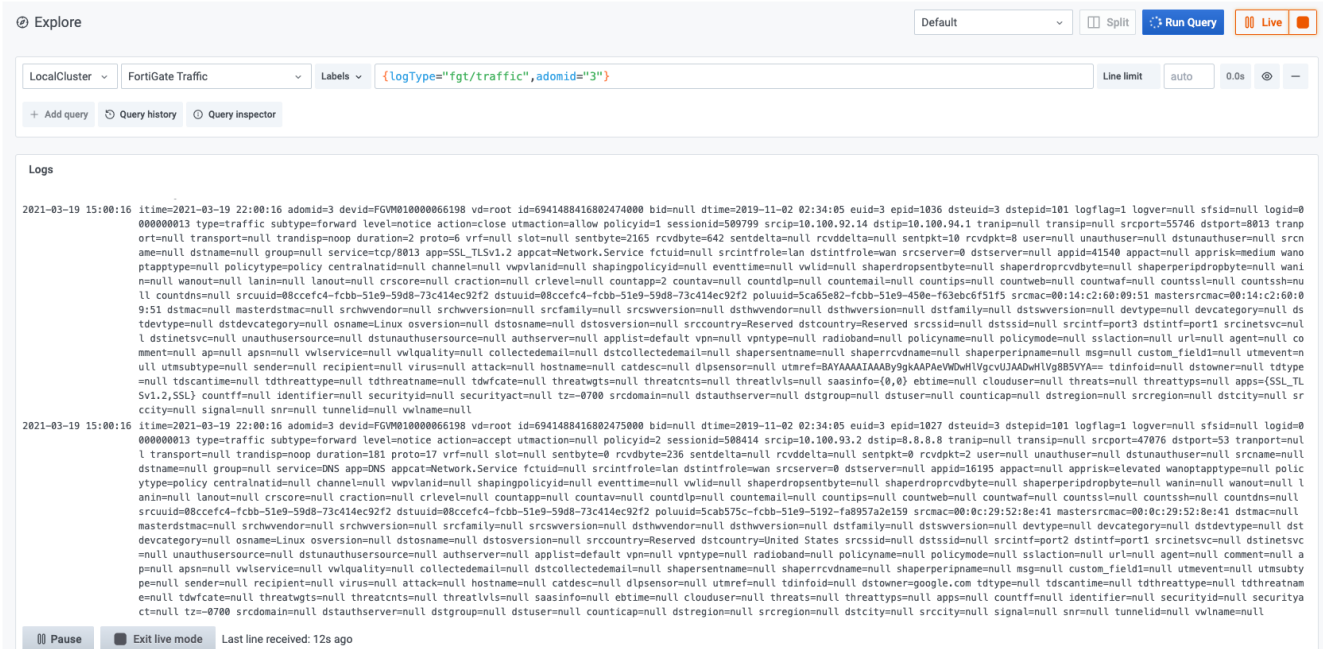 Explore
Default
Split
Run Query
Live
LocalCluster
FortiGate Traffic
Labels
{logType="fgt/traffic",adomid="3"}
Line limit
auto
0.0s
+ Add query
Query history
Query inspector
Logs
2021-03-19 15:00:16 itime=2021-03-19 22:00:16 adomid=3 devid=FGVM010000066198 vd=root id=6941488416802474000 bid=null dtime=2019-11-02 02:34:05 euid=3 epid=1036 dsteuid=3 dstepid=101 logflag=1 logver=null sfsid=null logid=0
000000013 type=traffic subtype=forward level=notice action=close utmaction=allow policyid=1 sessionid=509799 srcip=10.100.92.14 dstip=10.100.94.1 tranip=null transip=null srcport=55746 dstport=8013 tranp
ort=null transport=null trandisp=noop duration=2 proto=6 vrf=null slot=null sentbyte=2165 rcvdbyte=642 sentdelta=null rcvddelta=null sentpkt=10 rcvdpkt=8 user=null unauthuser=null dstunauthuser=null srcn
ame=null dstname=null group=null service=tcp/8013 app=SSL_TLSv1.2 appcat=Network.Service fctuid=null srcintfrole=lan dstintfrole=wan srcserver=0 dstserver=null appid=41540 appact=null apprisk=medium wano
ptapptype=null policytype=policy centralnatid=null channel=null vwpvlanid=null shapingpolicyid=null eventtime=null vwlid=null shaperdropsentbyte=null shaperdroprcvdbyte=null shaperperipdropbyte=null wani
n=null wanout=null lanin=null lanout=null crscore=null craction=null crlevel=null countapp=2 countav=null countdlp=null countemail=null countips=null countweb=null countwaf=null countssl=null countssh=nu
ll countdns=null srcuuid=08ccefc4-fcbb-51e9-59d8-73c414ec92f2 dstuuid=08ccefc4-fcbb-51e9-59d8-73c414ec92f2 poluuid=5ca65e82-fcbb-51e9-450e-f63ebc6f51f5 srcmac=00:14:c2:60:09:51 mastersrcmac=00:14:c2:60:0
9:51 dstmac=null masterdstmac=null srchwvendor=null srchwversion=null srcfamily=null srcswversion=null dsthwvendor=null dsthwversion=null dstfamily=null dstswversion=null devtype=null devcategory=null ds
tdevtype=null dstdevcategory=null osname=Linux osversion=null dstosname=null dstosversion=null srccountry=Reserved dstcountry=Reserved srcssid=null dstssid=null srcintf=port3 dstintf=port1 srcinetsvc=nul
l dstinetsvc=null unauthusersource=null dstunauthusersource=null authserver=null applist=default vpn=null vpntype=null radioband=null policyname=null policymode=null sslaction=null url=null agent=null co
mment=null ap=null apsn=null vwlservice=null vwlquality=null collectedemail=null dstcollectedemail=null shapersentname=null shaperrcvdname=null shaperperipname=null msg=null custom_field1=null utmevent=n
ull utmsubtype=null sender=null recipient=null virus=null attack=null hostname=null catdesc=null dlpsensor=null utmref=BAYAAAAIAAABy9gkAAPAeVWDwHlVgcvUJAADwHlVg8B5VYA== tdinfoid=null dstowner=null tdtype
=null tdscantime=null tdthreattype=null tdthreatname=null tdwfcate=null threatwgts=null threatcnts=null threatlvls=null saasinfo={0,0} ebtime=null clouduser=null threats=null threattyps=null apps={SSL_TL
Sv1.2,SSL} countff=null identifier=null securityid=null securityact=null tz=-0700 srcdomain=null dstauthserver=null dstgroup=null dstuser=null counticap=null dstregion=null srcregion=null dstcity=null sr
ccity=null signal=null snr=null tunnelid=null vwlname=null
2021-03-19 15:00:16 itime=2021-03-19 22:00:16 adomid=3 devid=FGVM010000066198 vd=root id=6941488416802475000 bid=null dtime=2019-11-02 02:34:05 euid=3 epid=1027 dsteuid=3 dstepid=101 logflag=1 logver=null sfsid=null logid=0
000000013 type=traffic subtype=forward level=notice action=accept utmaction=null policyid=2 sessionid=508414 srcip=10.100.93.2 dstip=8.8.8.8 tranip=null transip=null srcport=47076 dstport=53 tranport=nul
l transport=null trandisp=noop duration=181 proto=17 vrf=null slot=null sentbyte=0 rcvdbyte=236 sentdelta=null rcvddelta=null sentpkt=0 rcvdpkt=2 user=null unauthuser=null dstunauthuser=null srcname=null
dstname=null group=null service=DNS app=DNS appcat=Network.Service fctuid=null srcintfrole=lan dstintfrole=wan srcserver=0 dstserver=null appid=16195 appact=null apprisk=elevated wanoptapptype=null polic
ytype=policy centralnatid=null channel=null vwpvlanid=null shapingpolicyid=null eventtime=null vwlid=null shaperdropsentbyte=null shaperdroprcvdbyte=null shaperperipdropbyte=null wanin=null wanout=null l
anin=null lanout=null crscore=null craction=null crlevel=null countapp=null countav=null countdlp=null countemail=null countips=null countweb=null countwaf=null countssl=null countssh=null countdns=null
srcuuid=08ccefc4-fcbb-51e9-59d8-73c414ec92f2 dstuuid=08ccefc4-fcbb-51e9-59d8-73c414ec92f2 poluuid=5cab575c-fcbb-51e9-5192-fa8957a2e159 srcmac=00:0c:29:52:8e:41 mastersrcmac=00:0c:29:52:8e:41 dstmac=null
masterdstmac=null srchwvendor=null srchwversion=null srcfamily=null srcswversion=null dsthwvendor=null dsthwversion=null dstfamily=null dstswversion=null devtype=null devcategory=null dstdevtype=null dst
devcategory=null osname=Linux osversion=null dstosname=null dstosversion=null srccountry=Reserved dstcountry=United States srcssid=null dstssid=null srcintf=port2 dstintf=port1 srcinetsvc=null dstinetsvc
=null unauthusersource=null dstunauthusersource=null authserver=null applist=default vpn=null vpntype=null radioband=null policyname=null policymode=null sslaction=null url=null agent=null comment=null a
p=null apsn=null vwlservice=null vwlquality=null collectedemail=null dstcollectedemail=null shapersentname=null shaperrcvdname=null shaperperipname=null msg=null custom_field1=null utmevent=null utmsubty
pe=null sender=null recipient=null virus=null attack=null hostname=null catdesc=null dlpsensor=null utmref=null tdinfoid=null dstowner=google.com tdtype=null tdscantime=null tdthreattype=null tdthreatnam
e=null tdwfcate=null threatwgts=null threatcnts=null threatlvls=null saasinfo=null ebtime=null clouduser=null threats=null threattyps=null apps=null countff=null identifier=null securityid=null securitya
ct=null tz=-0700 srcdomain=null dstauthserver=null dstgroup=null dstuser=null counticap=null dstregion=null srcregion=null dstcity=null srccity=null signal=null snr=null tunnelid=null vwlname=null
Pause
Exit live mode
Last line received: 12s ago